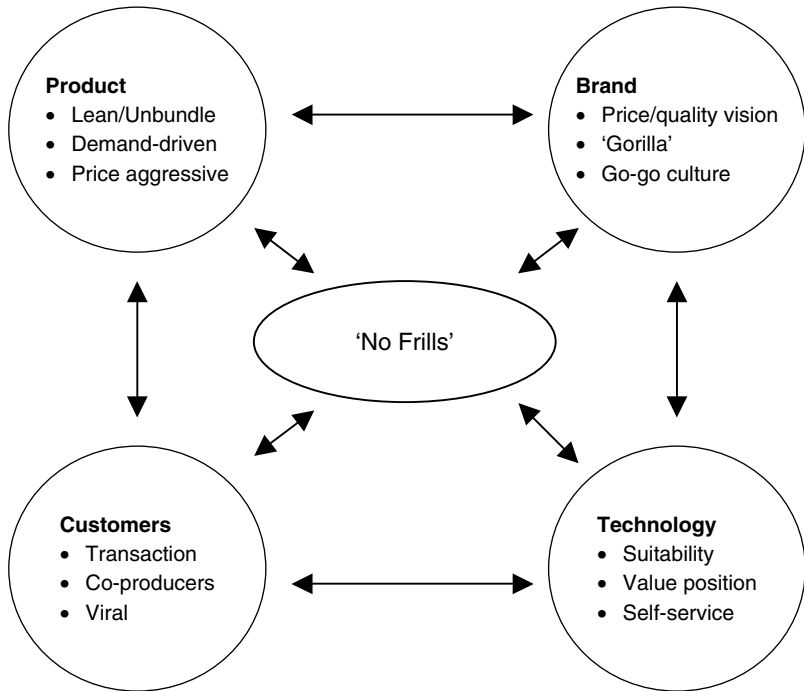 Product
• Lean/Unbundle
• Demand-driven
• Price aggressive
Brand
• Price/quality vision
• ‘Gorilla’
• Go-go culture
‘No Frills’
Customers
• Transaction
• Co-producers
• Viral
Technology
• Suitability
• Value position
• Self-service